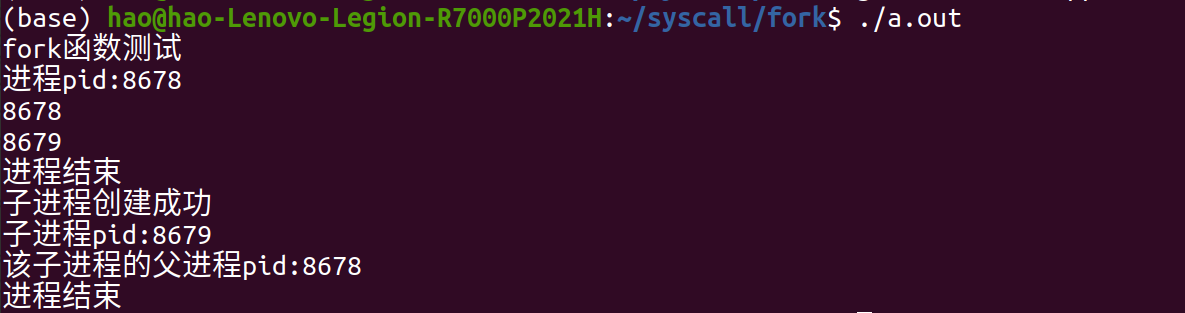 (base) hao@hao-Lenovo-Legion-R7000P2021H:~/syscall/fork$ ./a.out
fork函数测试
进程pid:8678
8678
8679
进程结束
子进程创建成功
子进程pid:8679
该子进程的父进程pid:8678
进程结束